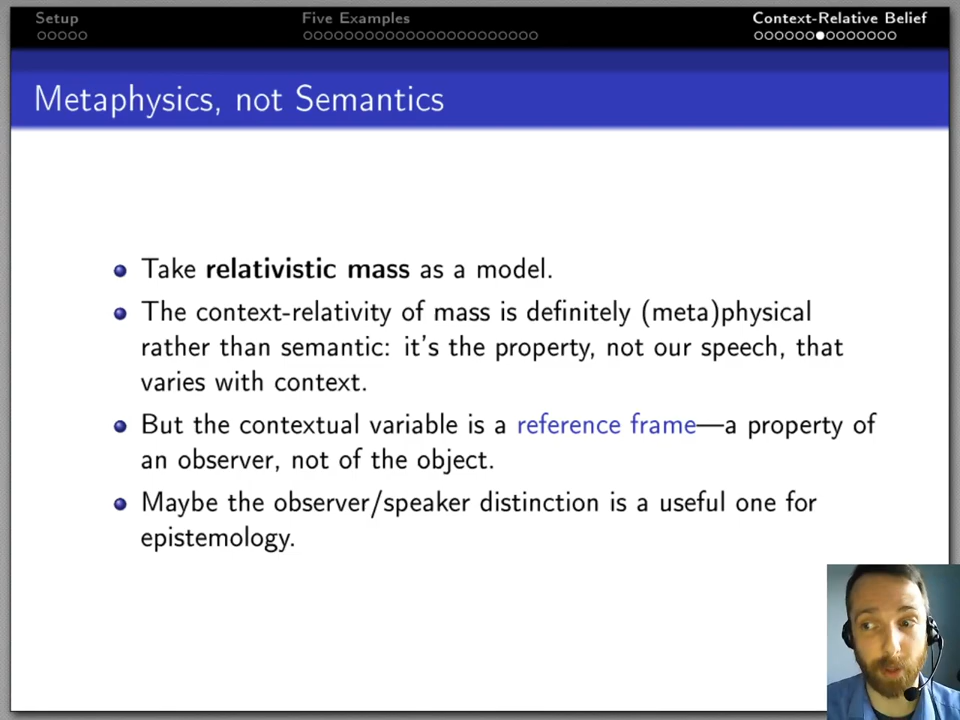 Setup Five Examples Context-Relative Belief
Metaphysics, not Semantics
Take relativistic mass as a model.
The context-relativity of mass is definitely (meta)physical
rather than semantic: it's the property, not our speech, that
varies with context.
But the contextual variable is a reference frame—a property of
an observer, not of the object.
Maybe the observer/speaker distinction is a useful one for
epistemology.